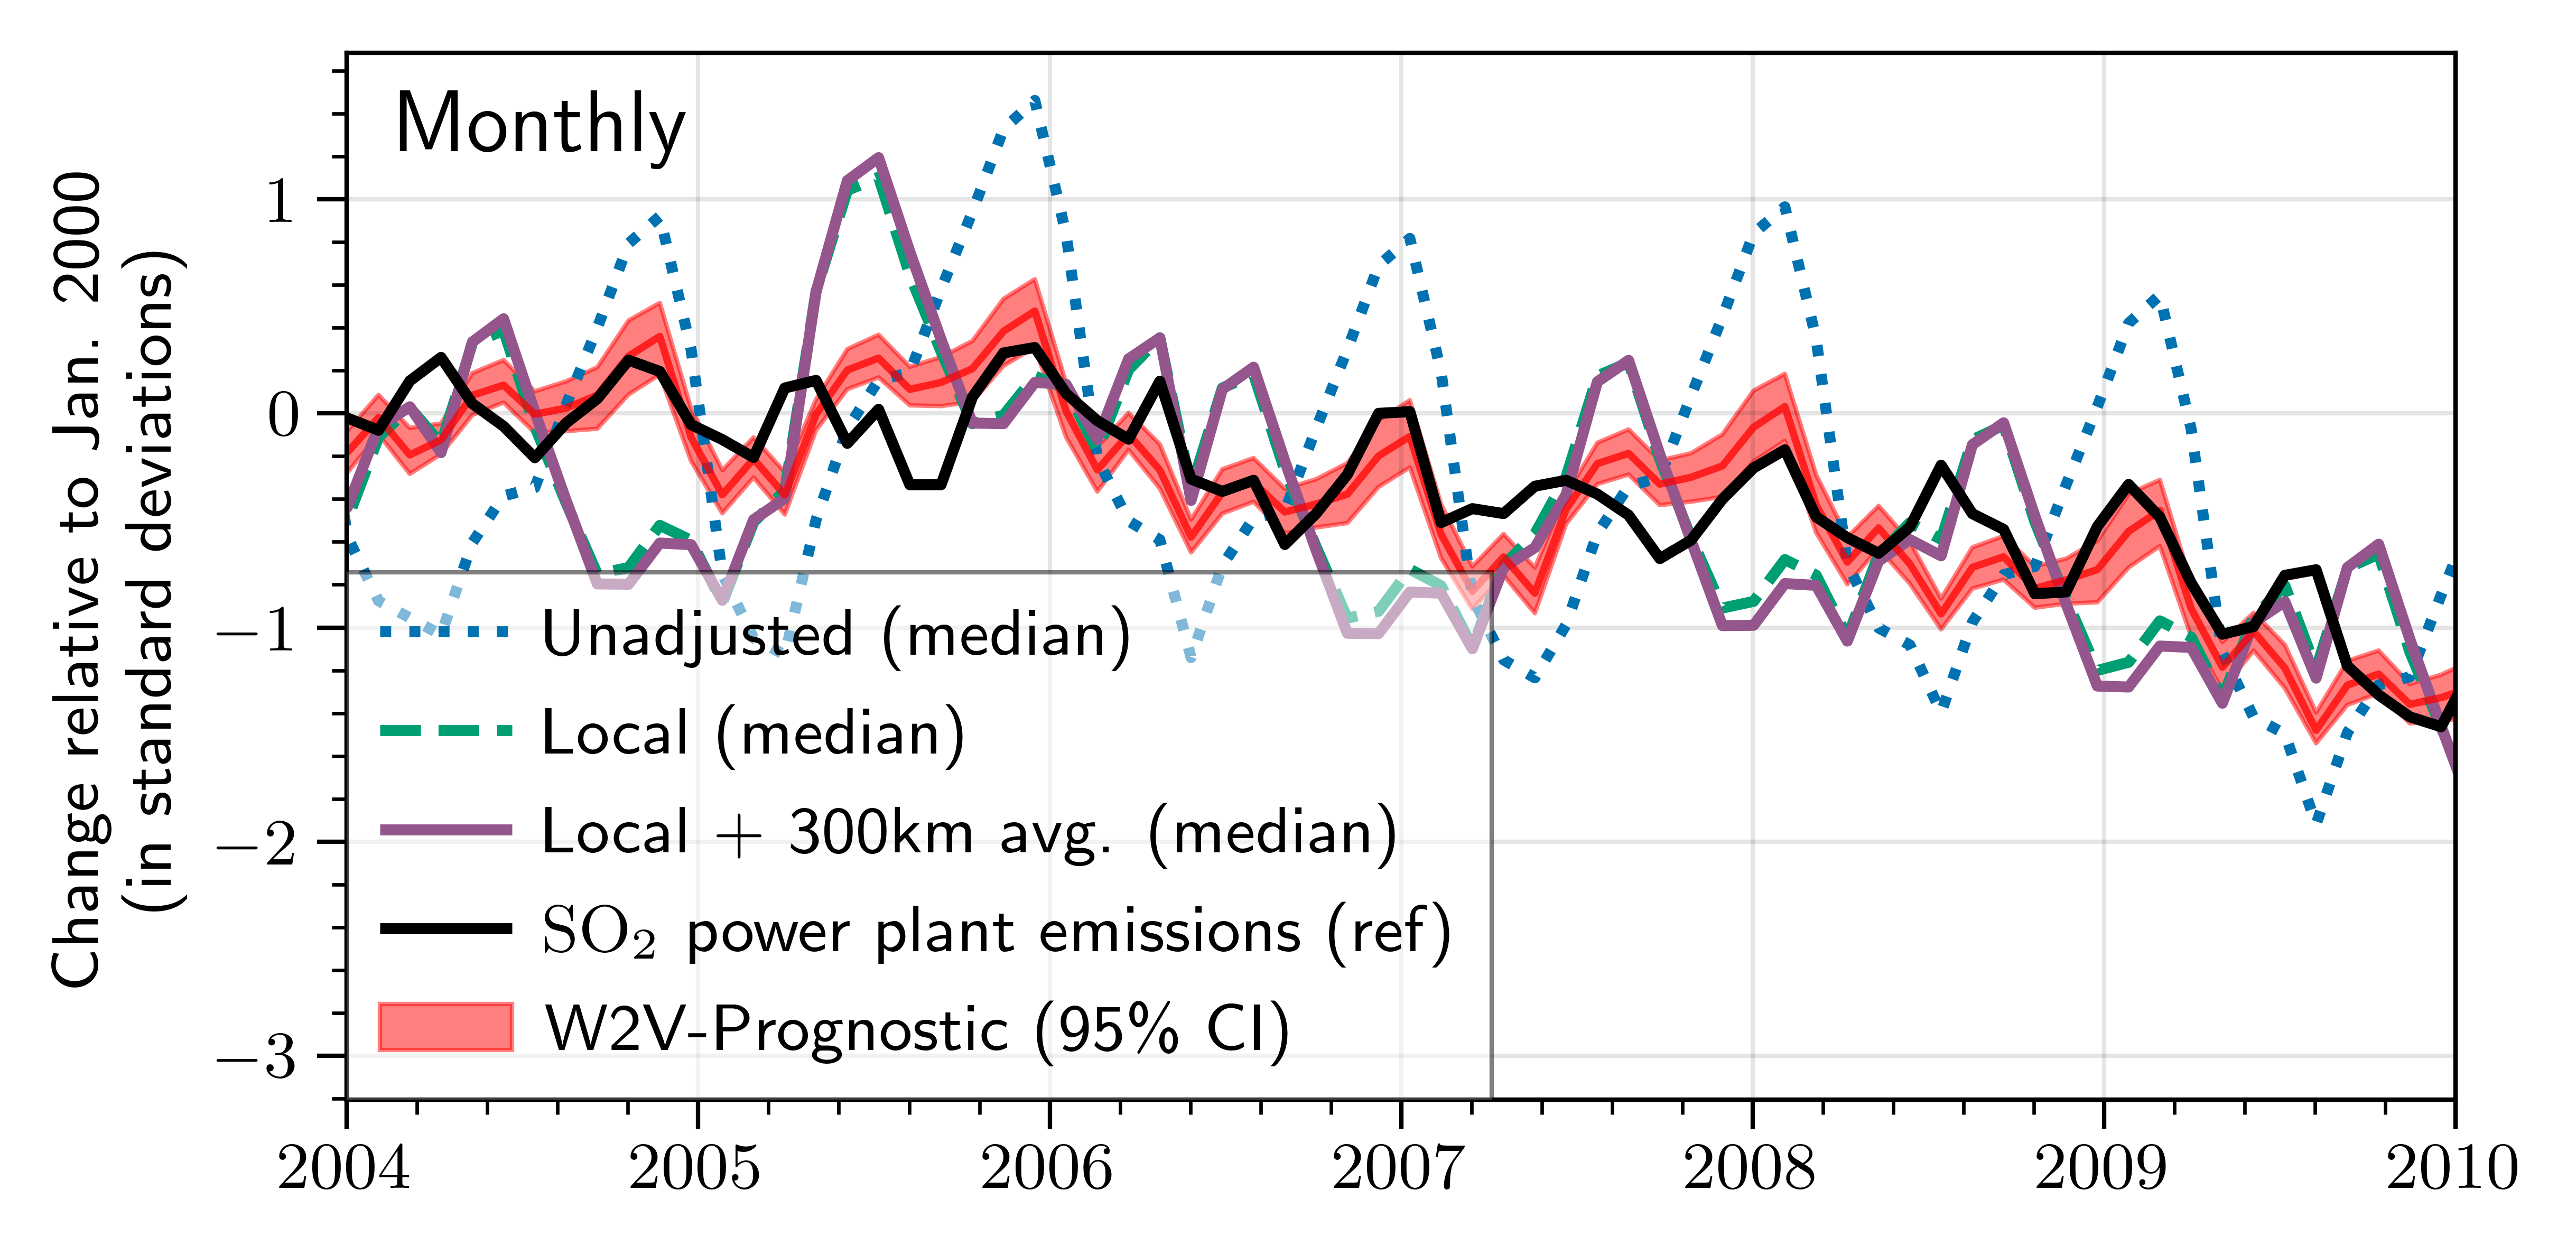 Monthly
Change relative to Jan. 2000
(in standard deviations)
1
0
−1
−2
−3
Unadjusted (median)
Local (median)
Local + 300km avg. (median)
SO₂ power plant emissions (ref)
W2V-Prognostic (95% CI)
2004 2005 2006 2007 2008 2009 2010